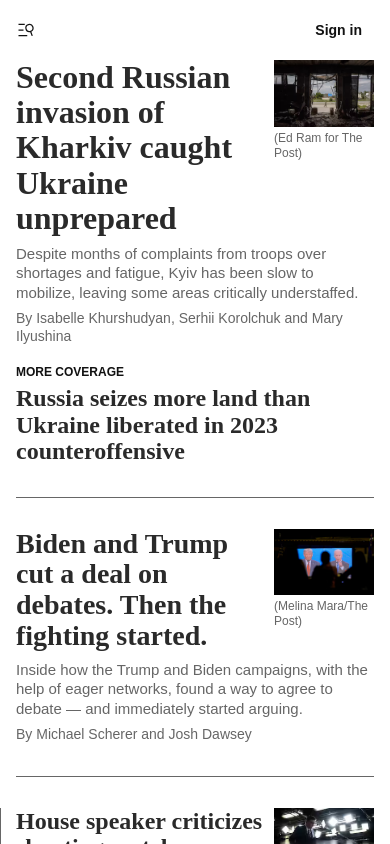 Sign in
Second Russian
invasion of
Kharkiv caught
Ukraine
unprepared
(Ed Ram for The
Post)
Despite months of complaints from troops over
shortages and fatigue, Kyiv has been slow to
mobilize, leaving some areas critically understaffed.
By Isabelle Khurshudyan, Serhii Korolchuk and Mary
Ilyushina
MORE COVERAGE
Russia seizes more land than
Ukraine liberated in 2023
counteroffensive
Biden and Trump
cut a deal on
debates. Then the
fighting started.
(Melina Mara/The
Post)
Inside how the Trump and Biden campaigns, with the
help of eager networks, found a way to agree to
debate — and immediately started arguing.
By Michael Scherer and Josh Dawsey
House speaker criticizes